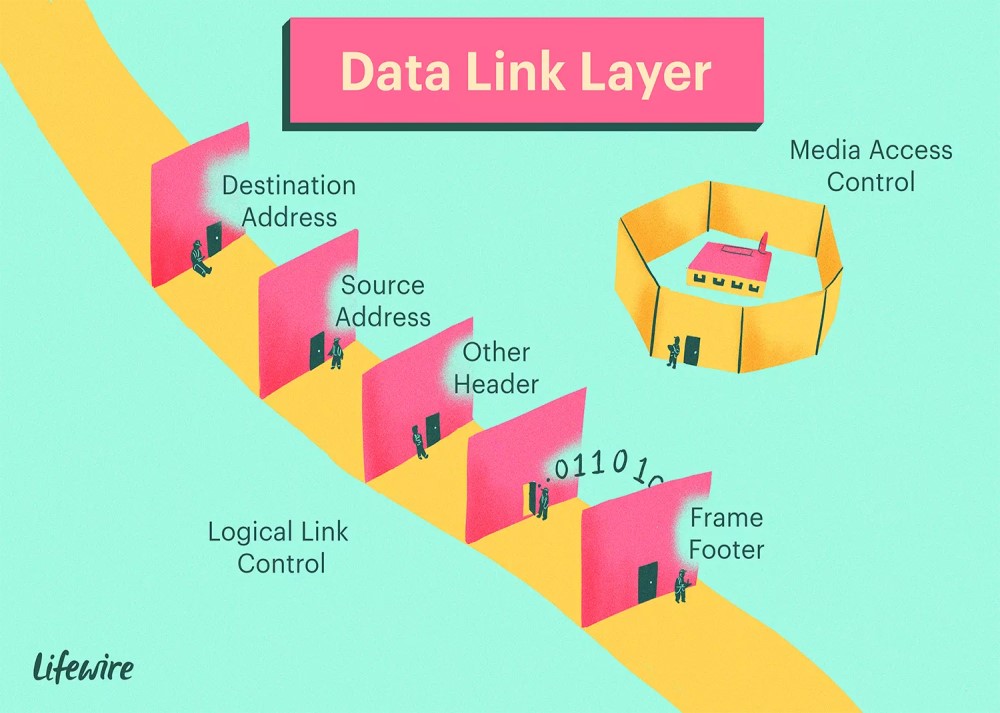 Data Link Layer
Media Access
Control
Destination
Address
Source
Address
Other
Header
011010
Frame
Footer
Logical Link
Control
Lifewire